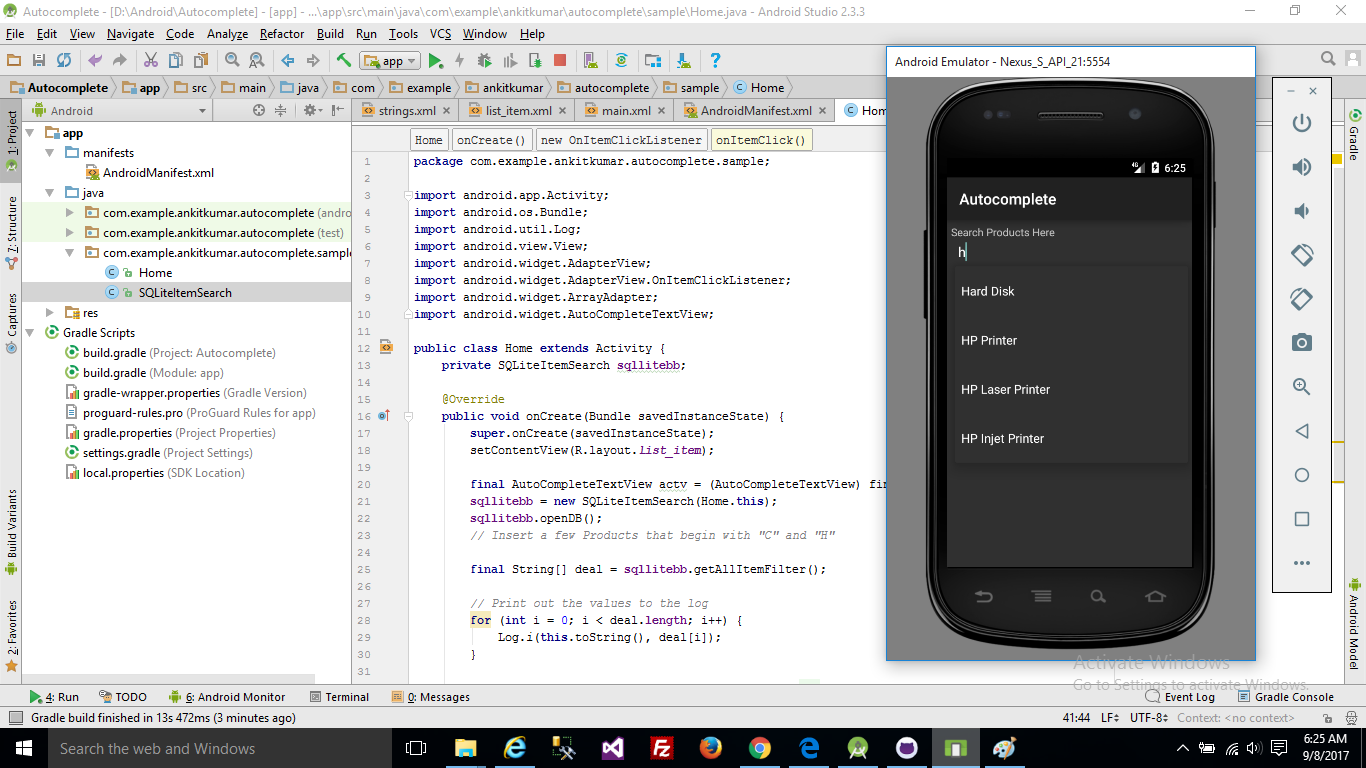 Autocomplete - [D:\Android\Autocomplete] - [app] - ...\app\src\main\java\com\example\ankitkumar\autocomplete\sample\Home.java - Android Studio 2.3.3
File Edit View Navigate Code Analyze Refactor Build Run Tools VCS Window Help
app
Autocomplete app src main java com example ankitkumar autocomplete sample Home
Android
strings.xml list_item.xml main.xml AndroidManifest.xml Hom
1: Project
7: Structure
Captures
Build Variants
2: Favorites
app
manifests
AndroidManifest.xml
java
com.example.ankitkumar.autocomplete (andro
com.example.ankitkumar.autocomplete (test)
com.example.ankitkumar.autocomplete.sampl
Home
SQLiteItemSearch
res
Gradle Scripts
build.gradle (Project: Autocomplete)
build.gradle (Module: app)
gradle-wrapper.properties (Gradle Version)
proguard-rules.pro (ProGuard Rules for app)
gradle.properties (Project Properties)
settings.gradle (Project Settings)
local.properties (SDK Location)
Home onCreate() new OnItemClickListener onItemClick()
1 package com.example.ankitkumar.autocomplete.sample;
2
3 import android.app.Activity;
4 import android.os.Bundle;
5 import android.util.Log;
6 import android.view.View;
7 import android.widget.AdapterView;
8 import android.widget.AdapterView.OnItemClickListener;
9 import android.widget.ArrayAdapter;
10 import android.widget.AutoCompleteTextView;
11
12 public class Home extends Activity {
13 private SQLiteItemSearch sqllitebb;
14
15 @Override
16 public void onCreate(Bundle savedInstanceState) {
17 super.onCreate(savedInstanceState);
18 setContentView(R.layout.list_item);
19
20 final AutoCompleteTextView actv = (AutoCompleteTextView) fin
21 sqllitebb = new SQLiteItemSearch(Home.this);
22 sqllitebb.openDB();
23 // Insert a few Products that begin with "C" and "H"
24
25 final String[] deal = sqllitebb.getAllItemFilter();
26
27 // Print out the values to the log
28 for (int i = 0; i < deal.length; i++) {
29 Log.i(this.toString(), deal[i]);
30 }
31
Android Emulator - Nexus_S_API_21:5554
4G 6:25
Autocomplete
Search Products Here
h
Hard Disk
HP Printer
HP Laser Printer
HP Injet Printer
Gradle
Android Model
Activate Windows
Go to Settings to activate Windows.
4: Run TODO 6: Android Monitor Terminal 0: Messages Event Log Gradle Console
Gradle build finished in 13s 472ms (3 minutes ago) 41:44 LF UTF-8 Context: <no context>
Search the web and Windows
6:25 AM
9/8/2017